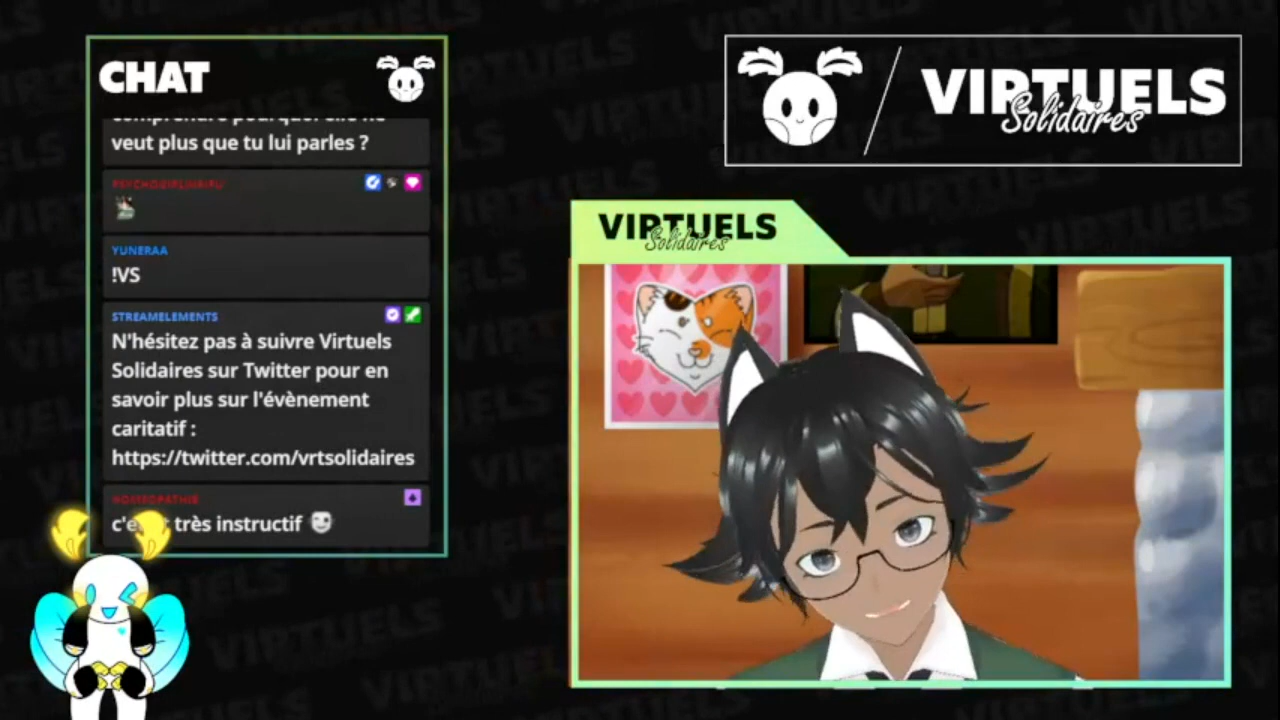 CHAT
veut plus que tu lui parles ?
YUNERAA
!VS
STREAMELEMENTS
N'hésitez pas à suivre Virtuels
Solidaires sur Twitter pour en
savoir plus sur l'évènement
caritatif :
https://twitter.com/vrtsolidaires
très instructif
VIRTUELS
Solidaires
VIRTUELS
Solidaires